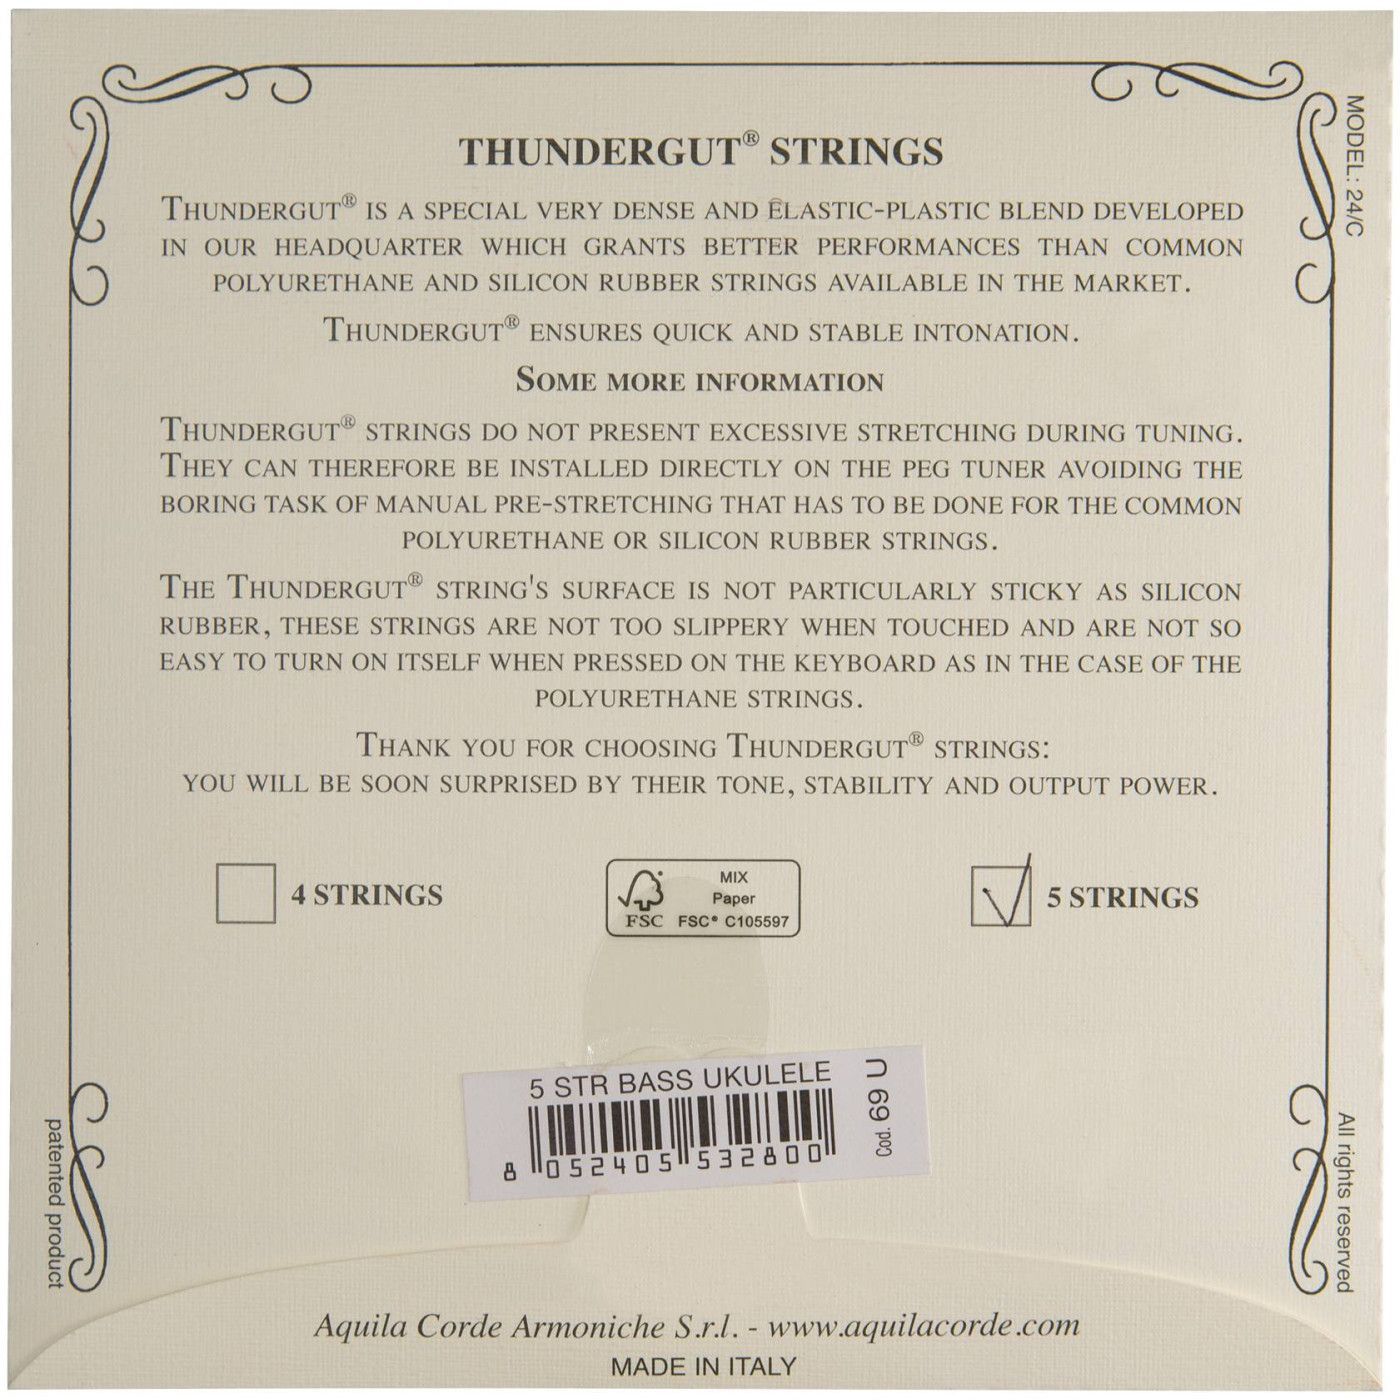 THUNDERGUT® STRINGS
THUNDERGUT® IS A SPECIAL VERY DENSE AND ELASTIC-PLASTIC BLEND DEVELOPED
IN OUR HEADQUARTER WHICH GRANTS BETTER PERFORMANCES THAN COMMON
POLYURETHANE AND SILICON RUBBER STRINGS AVAILABLE IN THE MARKET.
THUNDERGUT® ENSURES QUICK AND STABLE INTONATION.
SOME MORE INFORMATION
THUNDERGUT® STRINGS DO NOT PRESENT EXCESSIVE STRETCHING DURING TUNING.
THEY CAN THEREFORE BE INSTALLED DIRECTLY ON THE PEG TUNER AVOIDING THE
BORING TASK OF MANUAL PRE-STRETCHING THAT HAS TO BE DONE FOR THE COMMON
POLYURETHANE OR SILICON RUBBER STRINGS.
THE THUNDERGUT® STRING'S SURFACE IS NOT PARTICULARLY STICKY AS SILICON
RUBBER, THESE STRINGS ARE NOT TOO SLIPPERY WHEN TOUCHED AND ARE NOT SO
EASY TO TURN ON ITSELF WHEN PRESSED ON THE KEYBOARD AS IN THE CASE OF THE
POLYURETHANE STRINGS.
THANK YOU FOR CHOOSING THUNDERGUT® STRINGS:
YOU WILL BE SOON SURPRISED BY THEIR TONE, STABILITY AND OUTPUT POWER.
4 STRINGS
MIX
Paper
FSC FSC® C105597
5 STRINGS
5 STR BASS UKULELE
8 052405 532800
Cod. 69 U
Aquila Corde Armoniche S.r.l. - www.aquilacorde.com
MADE IN ITALY
MODEL: 24/C
patented product
All rights reserved